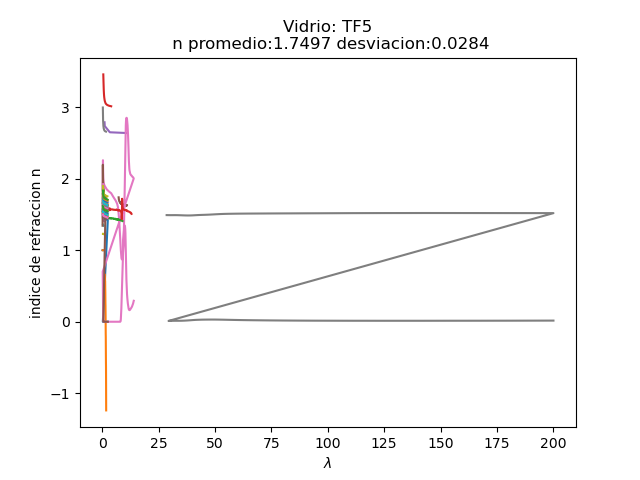 Vidrio: TF5
n promedio:1.7497 desviacion:0.0284
indice de refraccion n
3
2
1
0
−1
0 25 50 75 100 125 150 175 200
λ